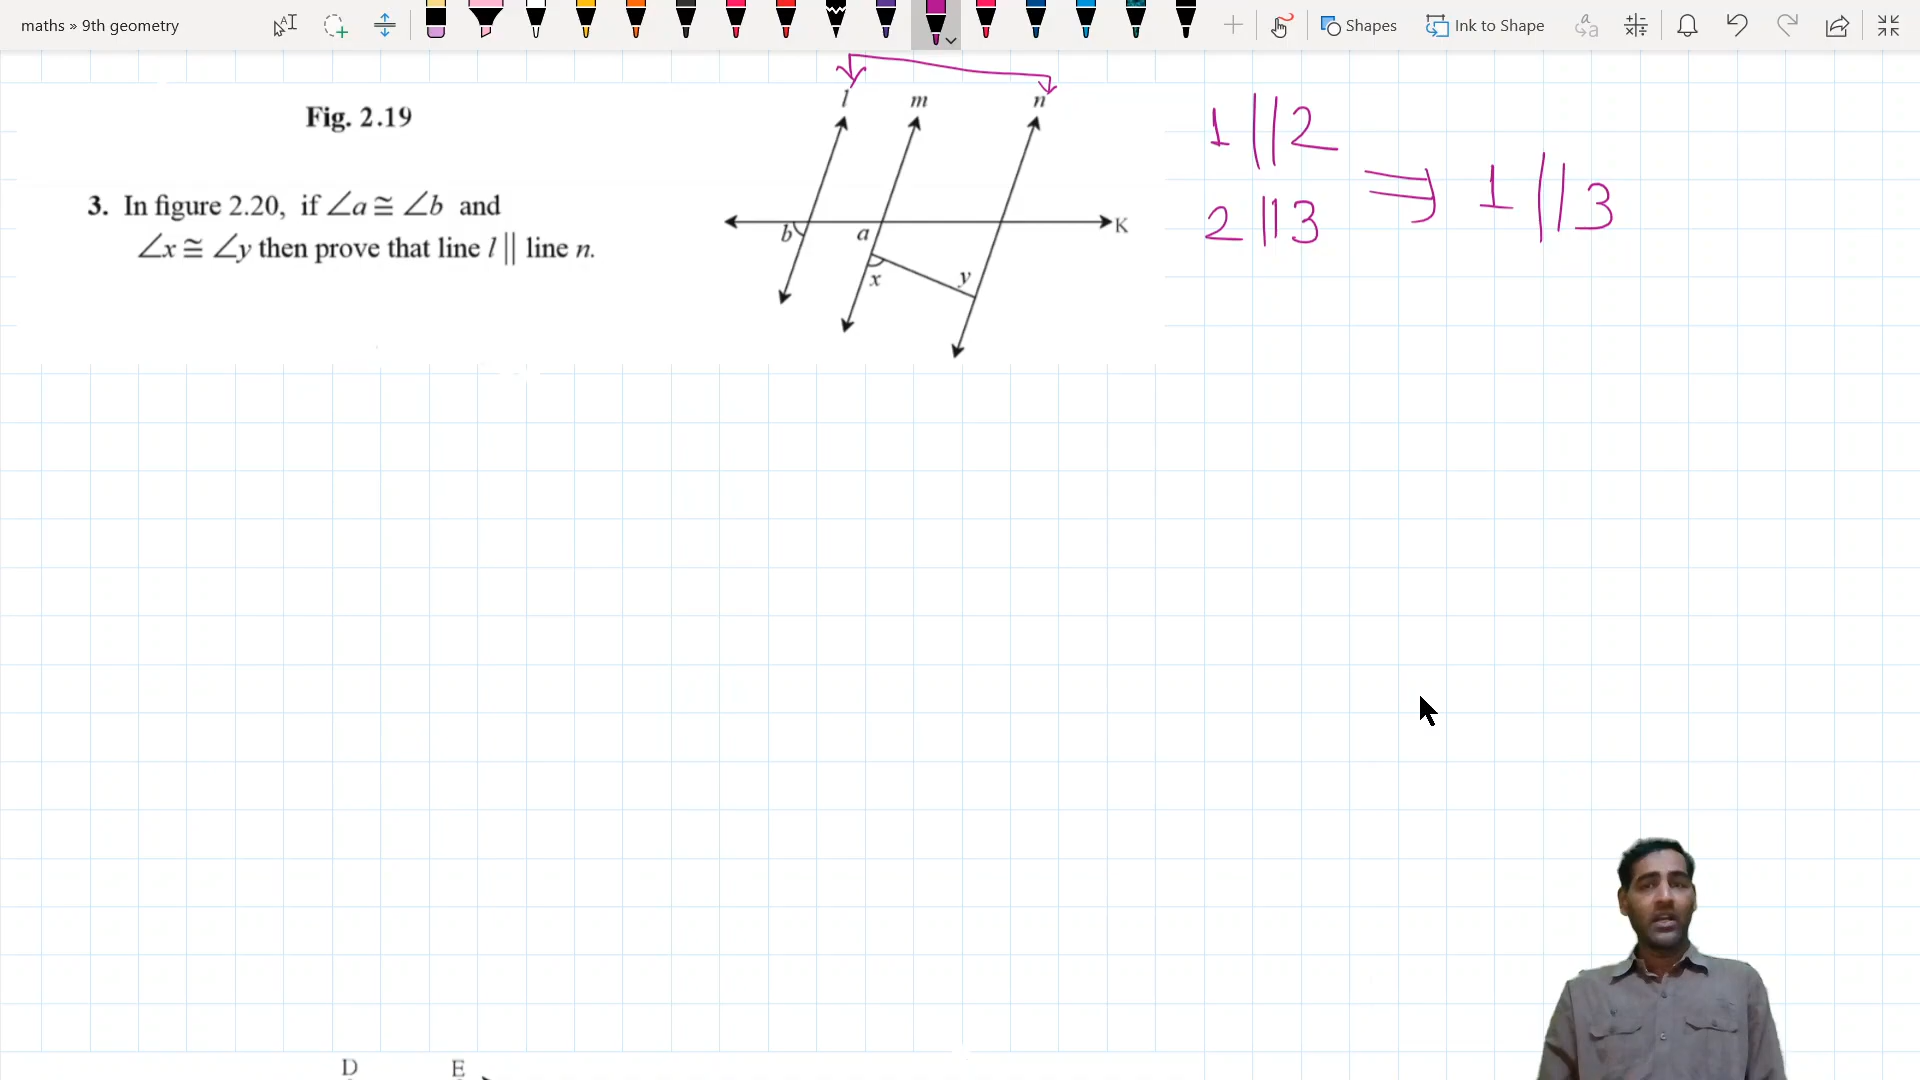 maths » 9th geometry
Shapes
Ink to Shape
l m n
Fig. 2.19
3. In figure 2.20, if ∠a ≅ ∠b and
∠x ≅ ∠y then prove that line l || line n.
b a K
x y
1 || 2
2 || 3
⇒ 1 || 3
D E